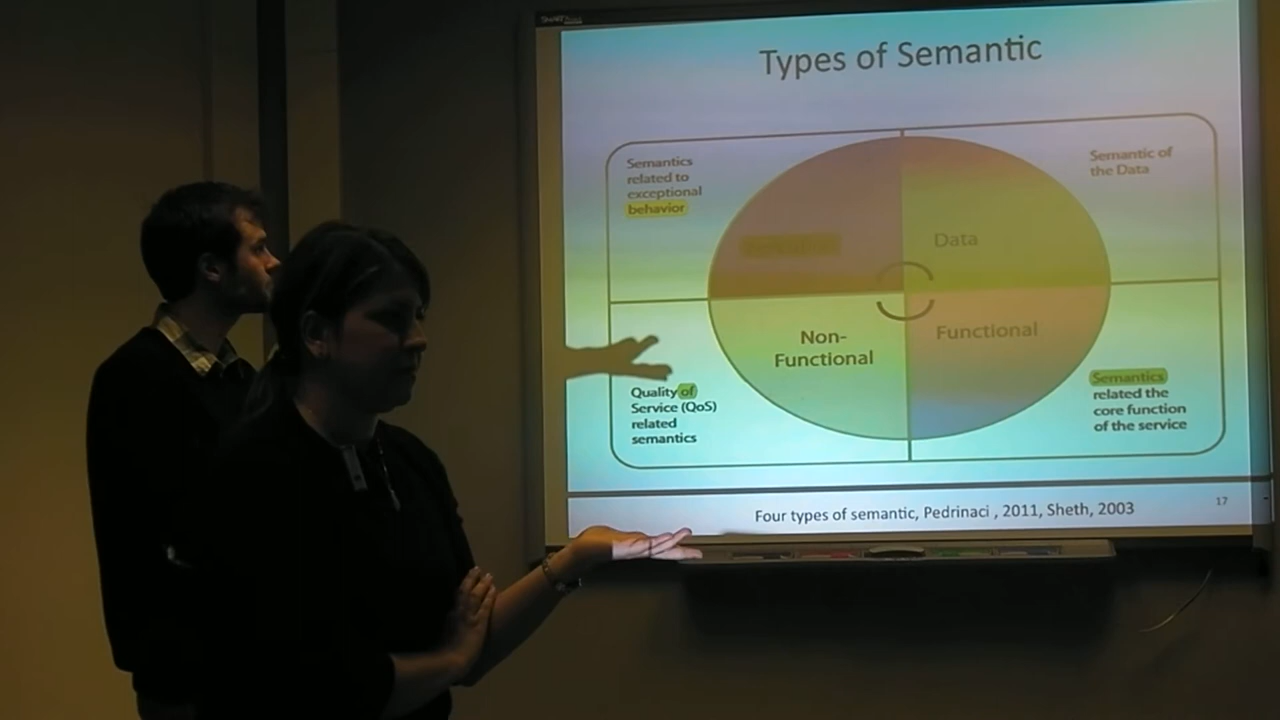 Types of Semantic
Semantics
related to
exceptional
behavior
Semantic of
the Data
Data
Non-
Functional
Functional
Quality of
Service (QoS)
related
semantics
Semantics
related the
core function
of the service
Four types of semantic, Pedrinaci , 2011, Sheth, 2003
17